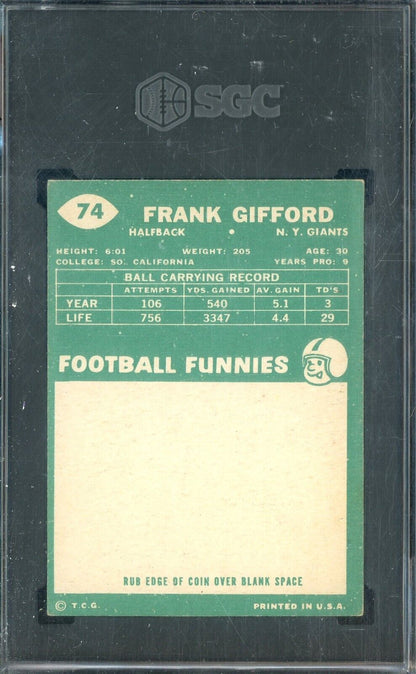 SGC
74 FRANK GIFFORD
HALFBACK • N. Y. GIANTS
HEIGHT: 6:01 WEIGHT: 205 AGE: 30
COLLEGE: SO. CALIFORNIA YEARS PRO: 9
BALL CARRYING RECORD
ATTEMPTS YDS. GAINED AV. GAIN TD'S
YEAR 106 540 5.1 3
LIFE 756 3347 4.4 29
FOOTBALL FUNNIES
RUB EDGE OF COIN OVER BLANK SPACE
© T.C.G. PRINTED IN U.S.A.